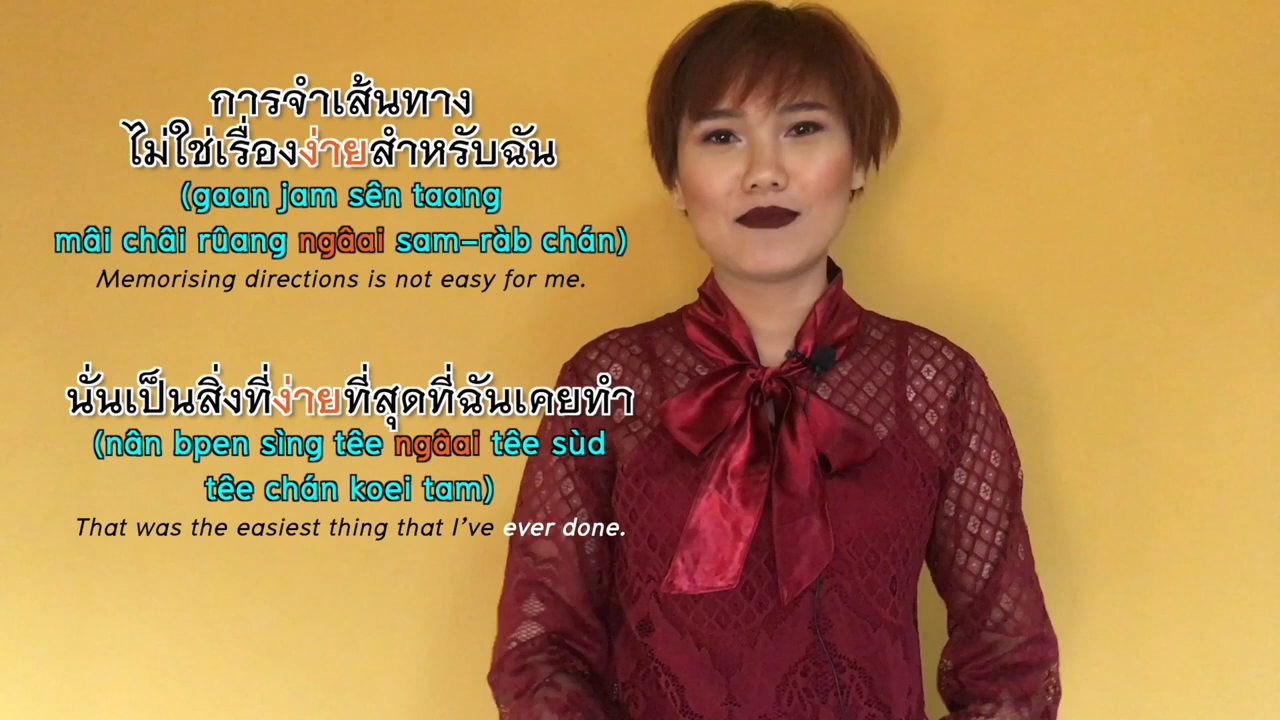 การจำเส้นทาง
ไม่ใช่เรื่องง่ายสำหรับฉัน
(gaan jam sên taang
mâi châi rûang ngâai sam-ràb chán)
Memorising directions is not easy for me.
นั่นเป็นสิ่งที่ง่ายที่สุดที่ฉันเคยทำ
(nân bpen sìng têe ngâai têe sùd
têe chán koei tam)
That was the easiest thing that I've ever done.